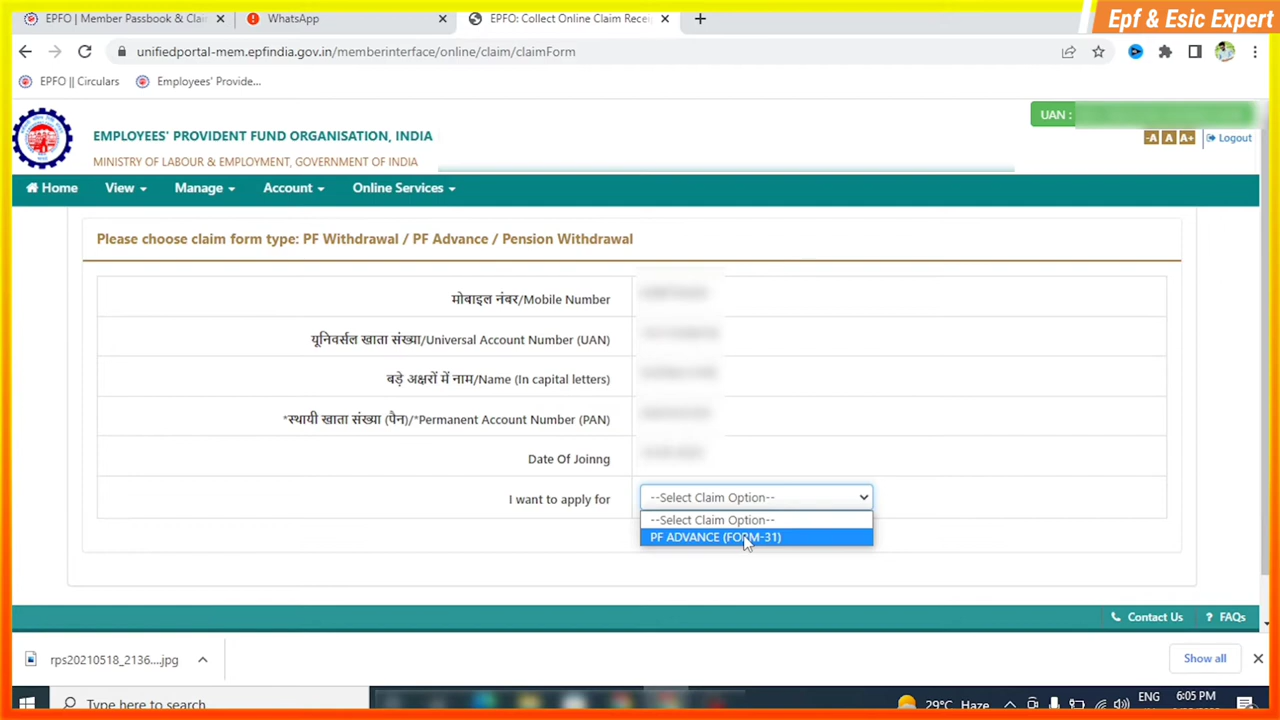 Epf & Esic Expert
EPFO | Member Passbook & Clai
WhatsApp
EPFO: Collect Online Claim Recei
unifiedportal-mem.epfindia.gov.in/memberinterface/online/claim/claimForm
EPFO || Circulars
Employees' Provide...
UAN :
EMPLOYEES' PROVIDENT FUND ORGANISATION, INDIA
-A A A+ Logout
MINISTRY OF LABOUR & EMPLOYMENT, GOVERNMENT OF INDIA
Home View Manage Account Online Services
Please choose claim form type: PF Withdrawal / PF Advance / Pension Withdrawal
मोबाइल नंबर/Mobile Number
यूनिवर्सल खाता संख्या/Universal Account Number (UAN)
बड़े अक्षरों में नाम/Name (In capital letters)
*स्थायी खाता संख्या (पैन)/*Permanent Account Number (PAN)
Date Of Joinng
I want to apply for
--Select Claim Option--
--Select Claim Option--
PF ADVANCE (FORM-31)
Contact Us ? FAQs
rps20210518_2136....jpg
Show all
Type here to search
29°C Haze
ENG
6:05 PM